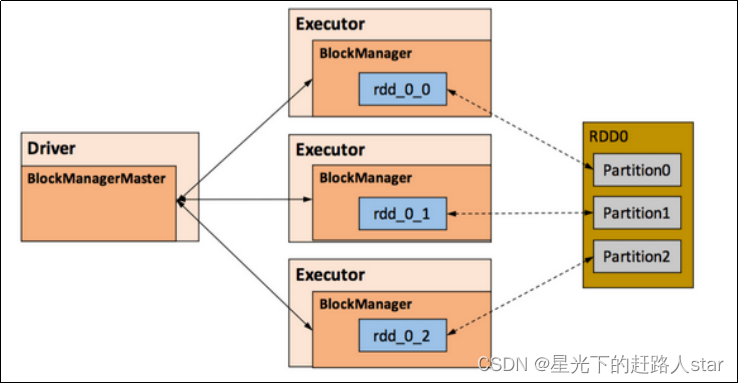 Executor
BlockManager
rdd_0_0
Driver
BlockManagerMaster
Executor
BlockManager
rdd_0_1
Executor
BlockManager
rdd_0_2
RDD0
Partition0
Partition1
Partition2
CSDN @星光下的赶路人star